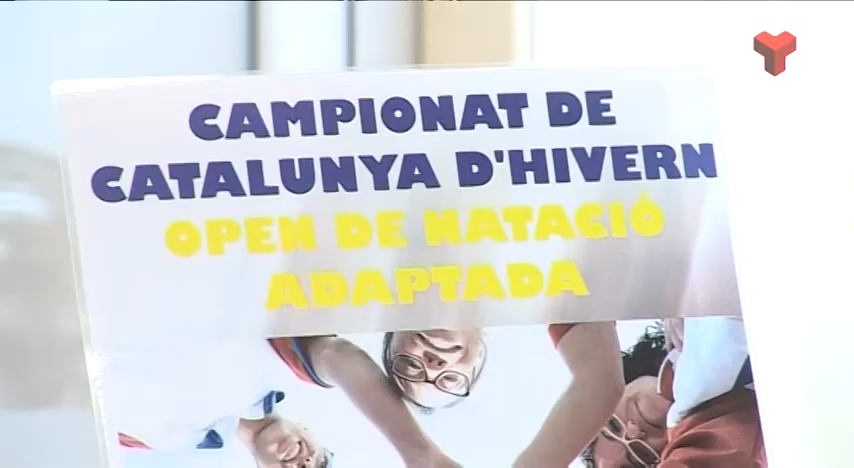 CAMPIONAT DE
CATALUNYA D'HIVERN
OPEN DE NATACIÓ
ADAPTADA